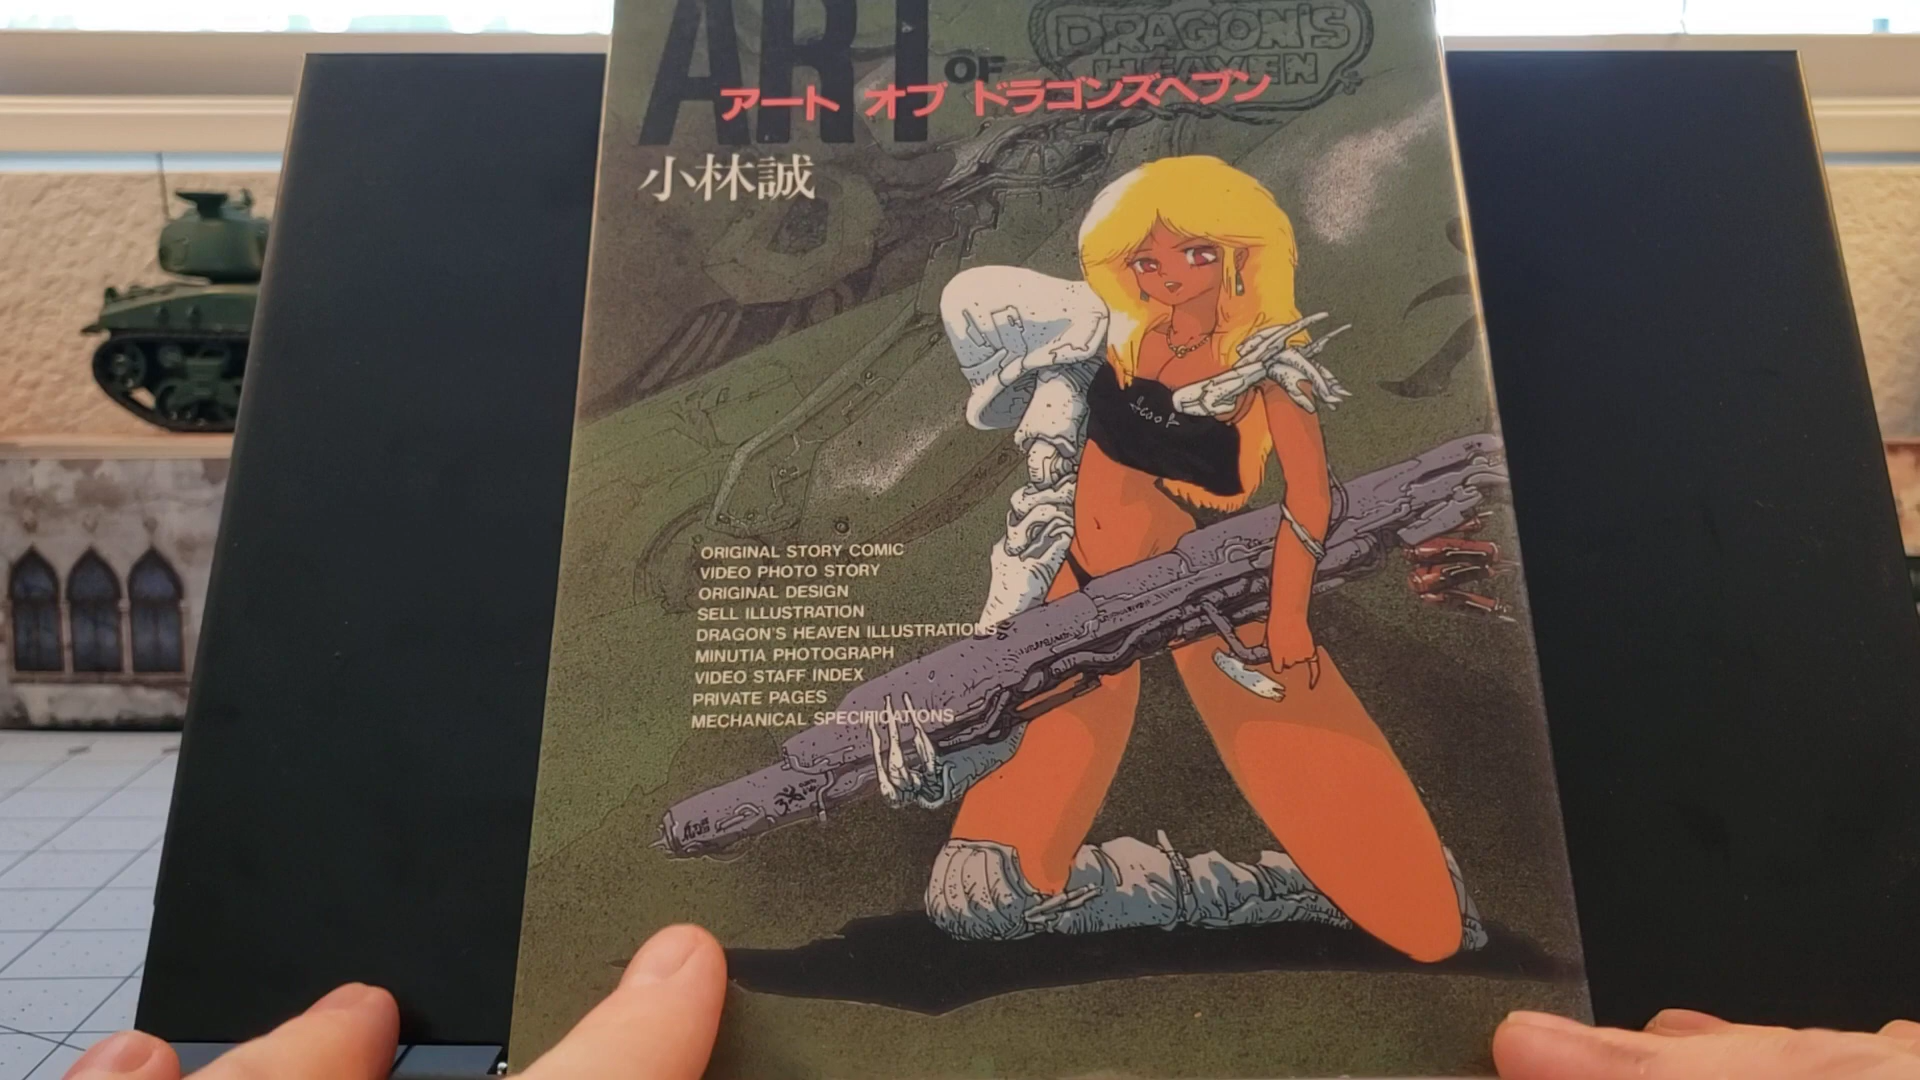 ART OF DRAGON'S HEAVEN
アート オブ ドラゴンズヘブン
小林誠
ORIGINAL STORY COMIC
VIDEO PHOTO STORY
ORIGINAL DESIGN
SELL ILLUSTRATION
DRAGON'S HEAVEN ILLUSTRATIONS
MINUTIA PHOTOGRAPH
VIDEO STAFF INDEX
PRIVATE PAGES
MECHANICAL SPECIFICATIONS